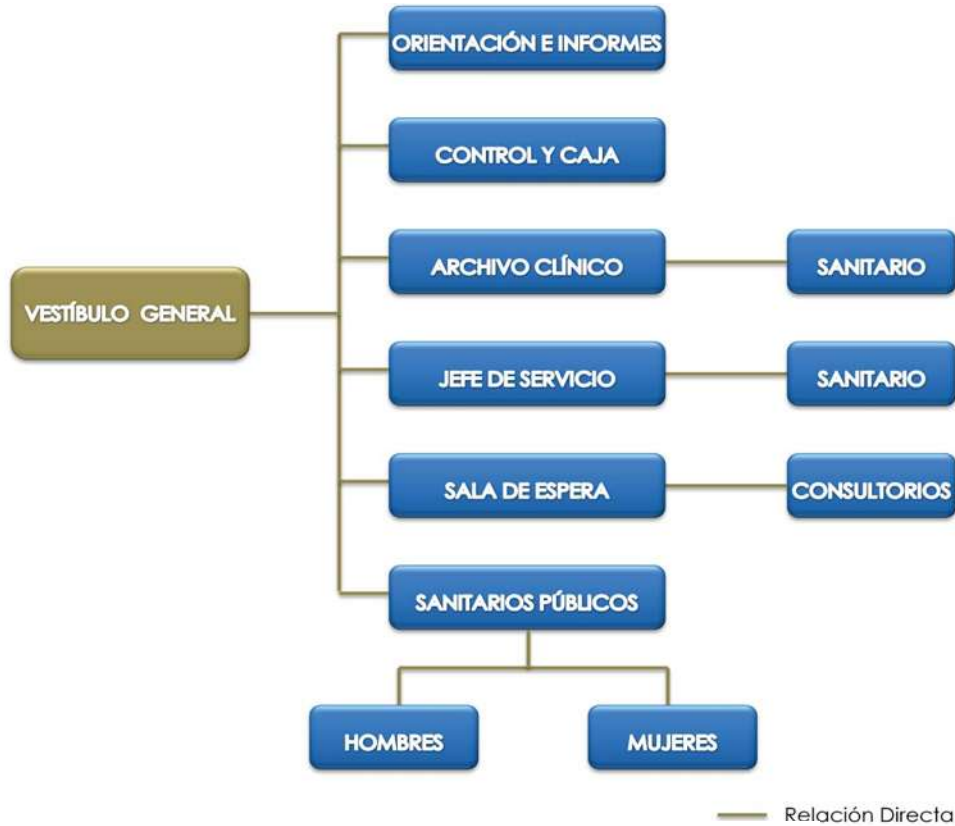 ORIENTACIÓN E INFORMES
CONTROL Y CAJA
ARCHIVO CLÍNICO
SANITARIO
VESTÍBULO GENERAL
JEFE DE SERVICIO
SANITARIO
SALA DE ESPERA
CONSULTORIOS
SANITARIOS PÚBLICOS
HOMBRES
MUJERES
Relación Directa